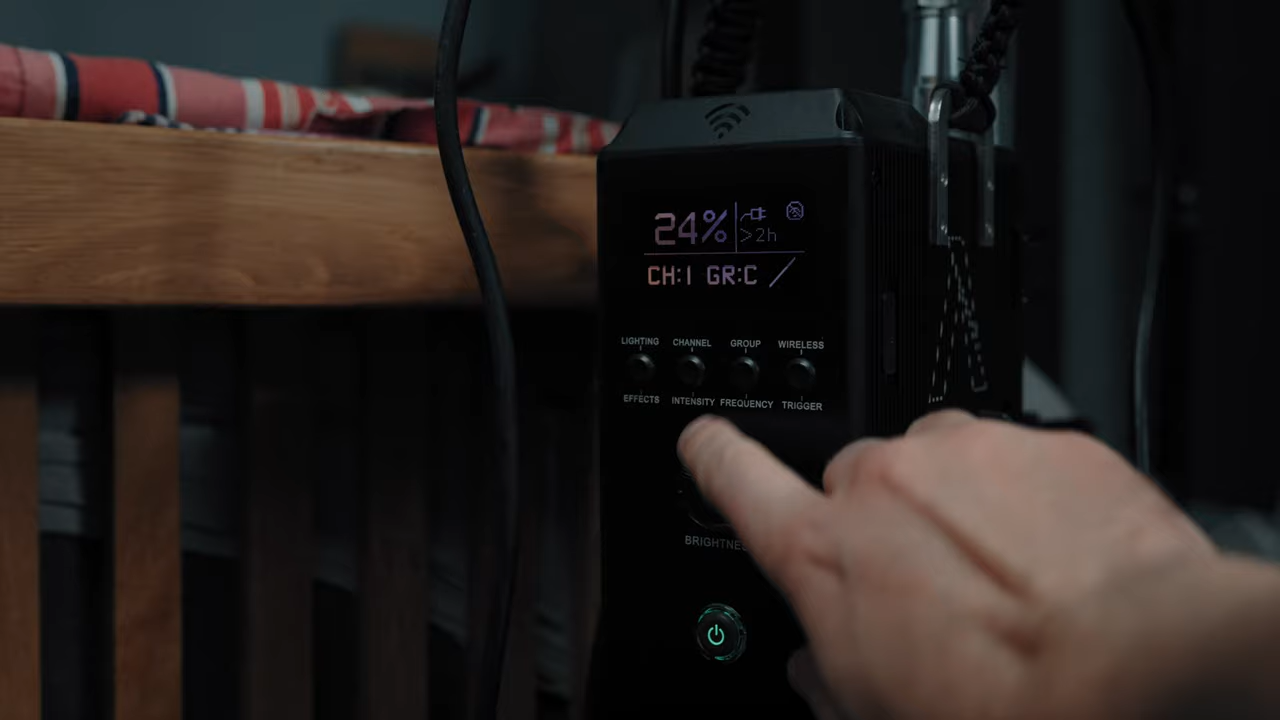 24%
>2h
CH:1 GR:C
LIGHTING CHANNEL GROUP WIRELESS
EFFECTS INTENSITY FREQUENCY TRIGGER